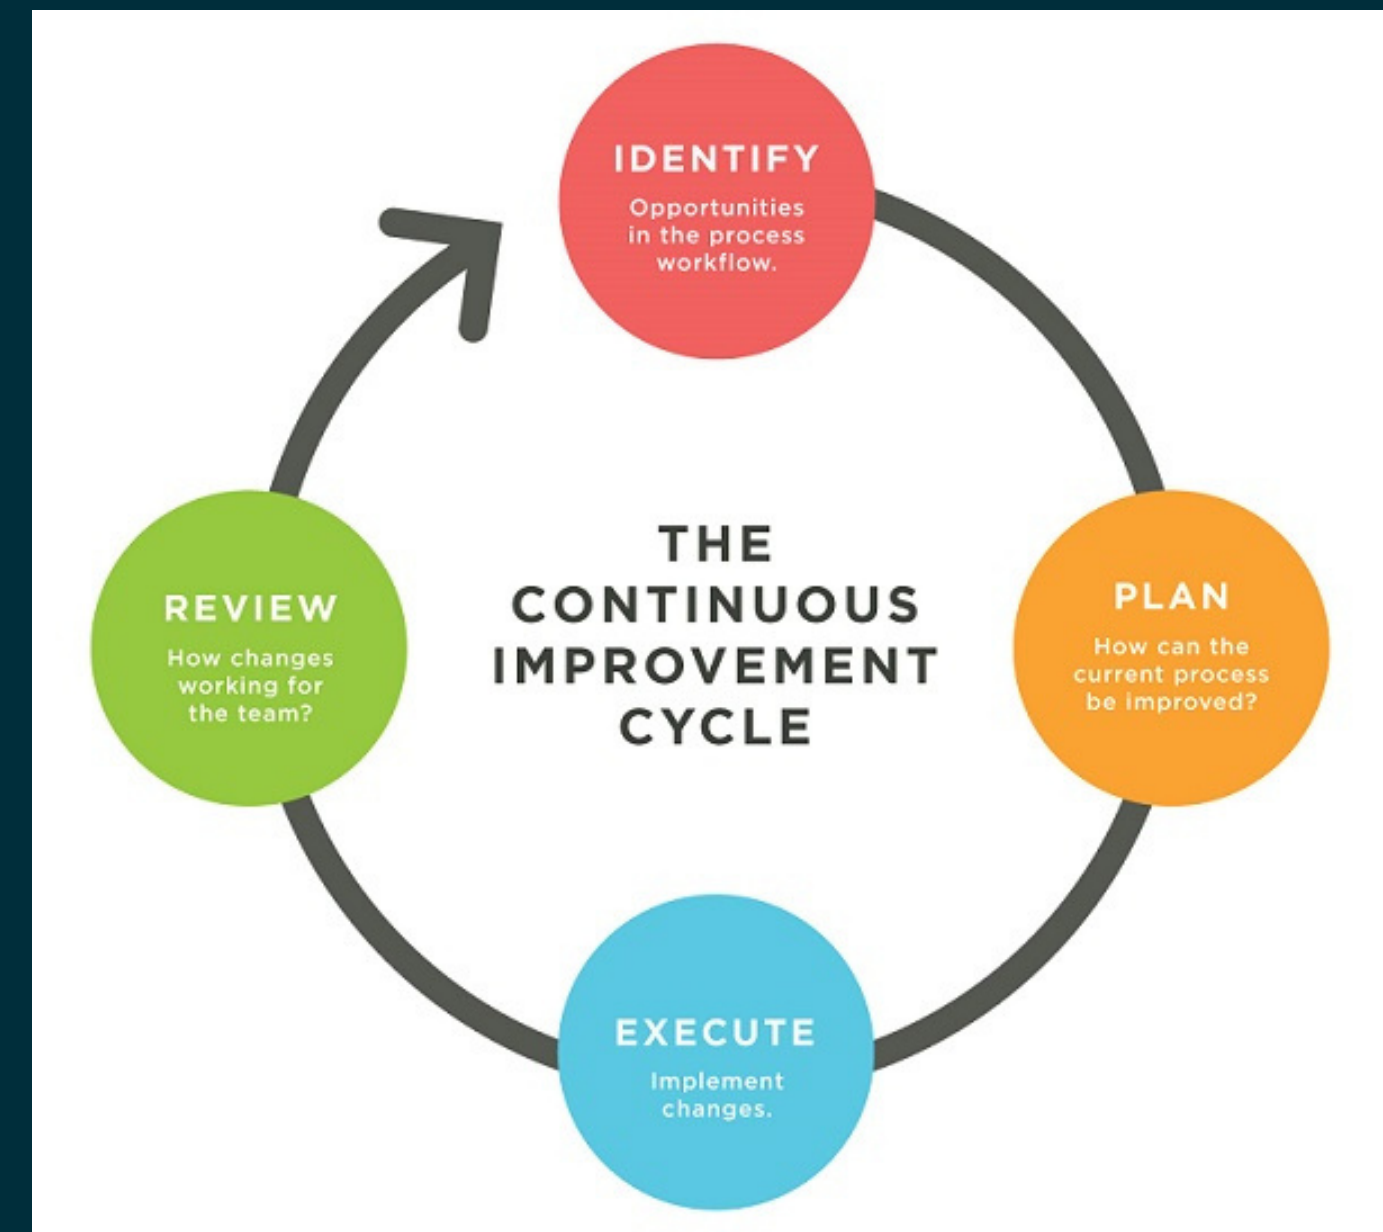 IDENTIFY
Opportunities
in the process
workflow.
PLAN
How can the
current process
be improved?
EXECUTE
Implement
changes.
REVIEW
How changes
working for
the team?
THE
CONTINUOUS
IMPROVEMENT
CYCLE